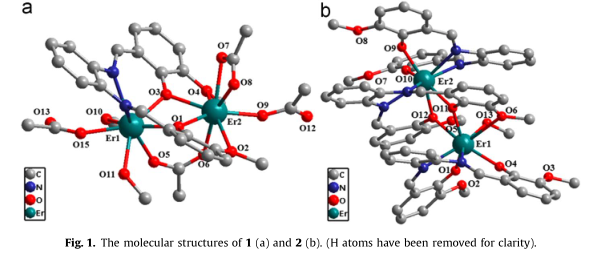 a
O7
O3
O4
O8
O13
O10
O1
Er2
O9
O12
Er1
O15
O5
O6
O2
O11
C
N
O
Er
b
O8
O9
O7
O10
Er2
O12
O11
O5
O13
O6
Er1
O1
O4
O3
O2
C
N
O
Er
Fig. 1. The molecular structures of 1 (a) and 2 (b). (H atoms have been removed for clarity).